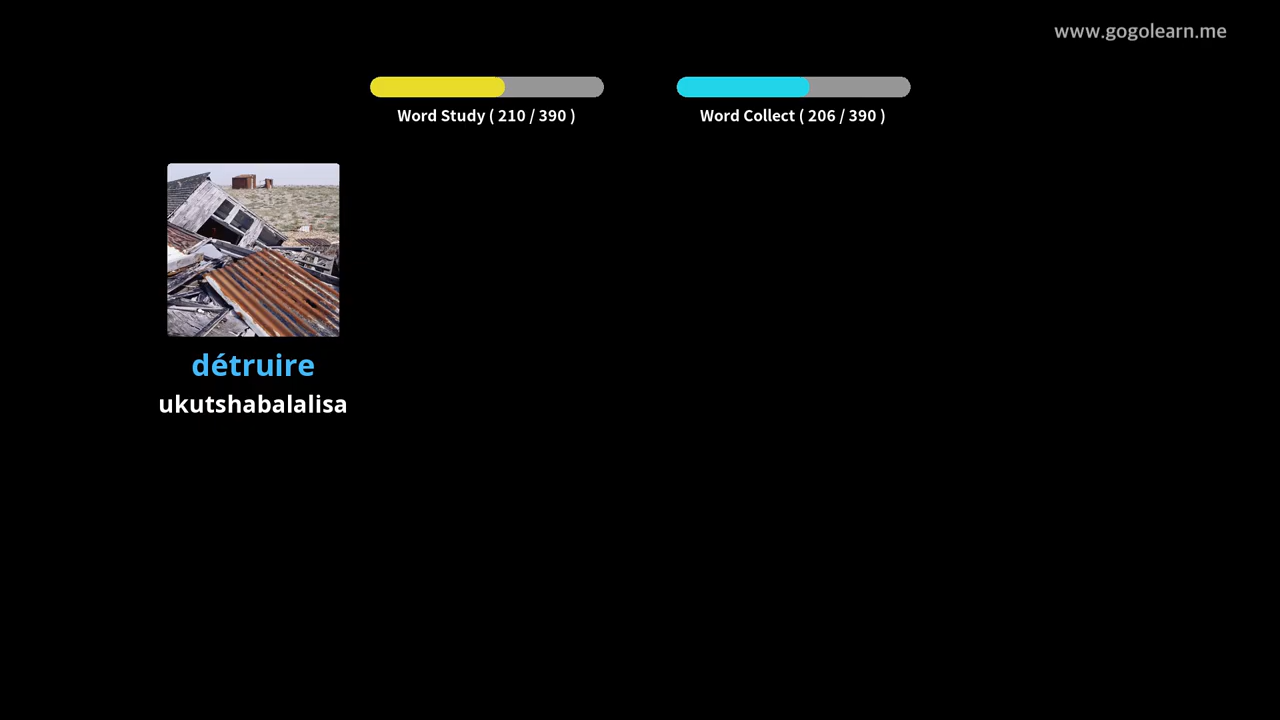 www.gogolearn.me
Word Study ( 210 / 390 )
Word Collect ( 206 / 390 )
détruire
ukutshabalalisa